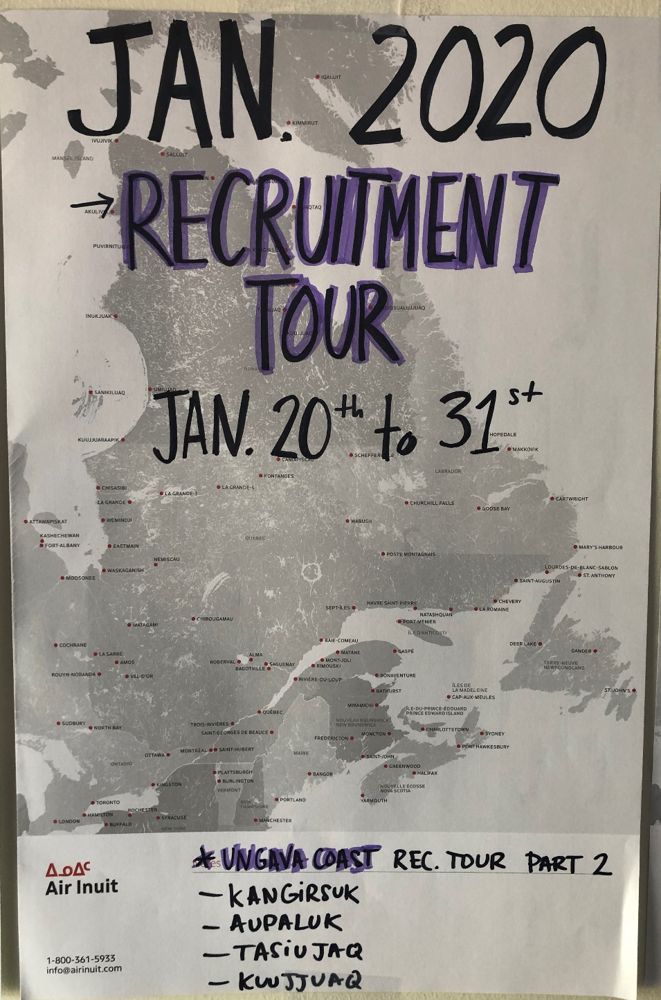 JAN. 2020
IQALUIT
KIMMIRUT
IVUJIVIK
SALLUIT
MANSEL ISLAND
→ RECRUITMENT
PUVIRNITUQ
TOUR
INUKJUAK
SANIKILUAQ
JAN. 20th to 31st
KUUJJUARAAPIK
HOPEDALE
MAKKOVIK
CANIAPISCAU
SCHEFFERVILLE
LABRADOR
FONTANGES
CHISASIBI
LA GRANDE-3
LA GRANDE-4
LA GRANDE
CHURCHILL FALLS
GOOSE BAY
CARTWRIGHT
ATTAWAPISKAT
WEMINDJI
WABUSH
KASHECHEWAN
FORT-ALBANY
EASTMAIN
QUÉBEC
MARY'S HARBOUR
NEMISCAU
POSTE MONTAGNAIS
WASKAGANISH
LOURDES-DE-BLANC-SABLON
MOOSONEE
ST. ANTHONY
SAINT-AUGUSTIN
SEPT-ÎLES
HAVRE SAINT-PIERRE
CHEVERY
NATASHQUAN
LA ROMAINE
MATAGAMI
CHIBOUGAMAU
PORT-MENIER
ÎLE D'ANTICOSTI
COCHRANE
BAIE-COMEAU
DEER LAKE
LA SARRE
ALMA
MATANE
GASPÉ
GANDER
AMOS
ROBERVAL
SAGUENAY
MONT-JOLI
BAGOTVILLE
RIMOUSKI
TERRE-NEUVE
NEWFOUNDLAND
ROUYN-NORANDA
VAL-D'OR
RIVIÈRE-DU-LOUP
BONAVENTURE
BATHURST
ÎLES DE
LA MADELEINE
CAP-AUX-MEULES
ST. JOHN'S
MIRAMICHI
QUÉBEC
ÎLE-DU-PRINCE-ÉDOUARD
PRINCE EDWARD ISLAND
NOUVEAU BRUNSWICK
NEW BRUNSWICK
SUDBURY
NORTH BAY
TROIS-RIVIÈRES
SAINT-GEORGES DE BEAUCE
MONCTON
CHARLOTTETOWN
SYDNEY
FREDERICTON
OTTAWA
MONTRÉAL
SAINT-HUBERT
MAINE
PORT HAWKESBURY
SAINT-JOHN
ONTARIO
PLATTSBURGH
BANGOR
GREENWOOD
HALIFAX
KINGSTON
BURLINGTON
VERMONT
NOUVELLE ÉCOSSE
NOVA SCOTIA
TORONTO
NEW
HAMPSHIRE
PORTLAND
YARMOUTH
HAMILTON
ROCHESTER
SYRACUSE
LONDON
BUFFALO
NEW YORK
MANCHESTER
* UNGAVA COAST REC. TOUR PART 2
ᐃᓄᐃᑦ
Air Inuit
– KANGIRSUK
– AUPALUK
– TASIUJAQ
– KUUJJUAQ
1-800-361-5933
info@airinuit.com